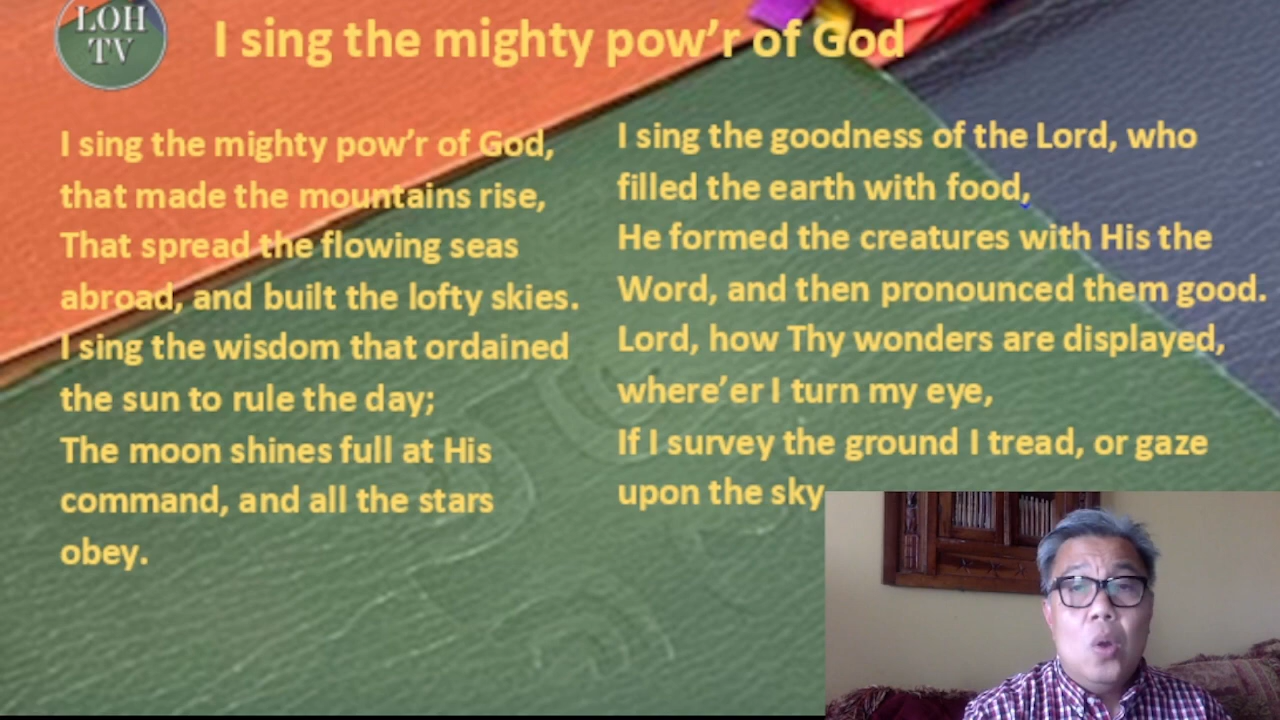 LOH
TV
I sing the mighty pow’r of God
I sing the mighty pow’r of God,
that made the mountains rise,
That spread the flowing seas
abroad, and built the lofty skies.
I sing the wisdom that ordained
the sun to rule the day;
The moon shines full at His
command, and all the stars
obey.
I sing the goodness of the Lord, who
filled the earth with food,
He formed the creatures with His the
Word, and then pronounced them good.
Lord, how Thy wonders are displayed,
where’er I turn my eye,
If I survey the ground I tread, or gaze
upon the sky